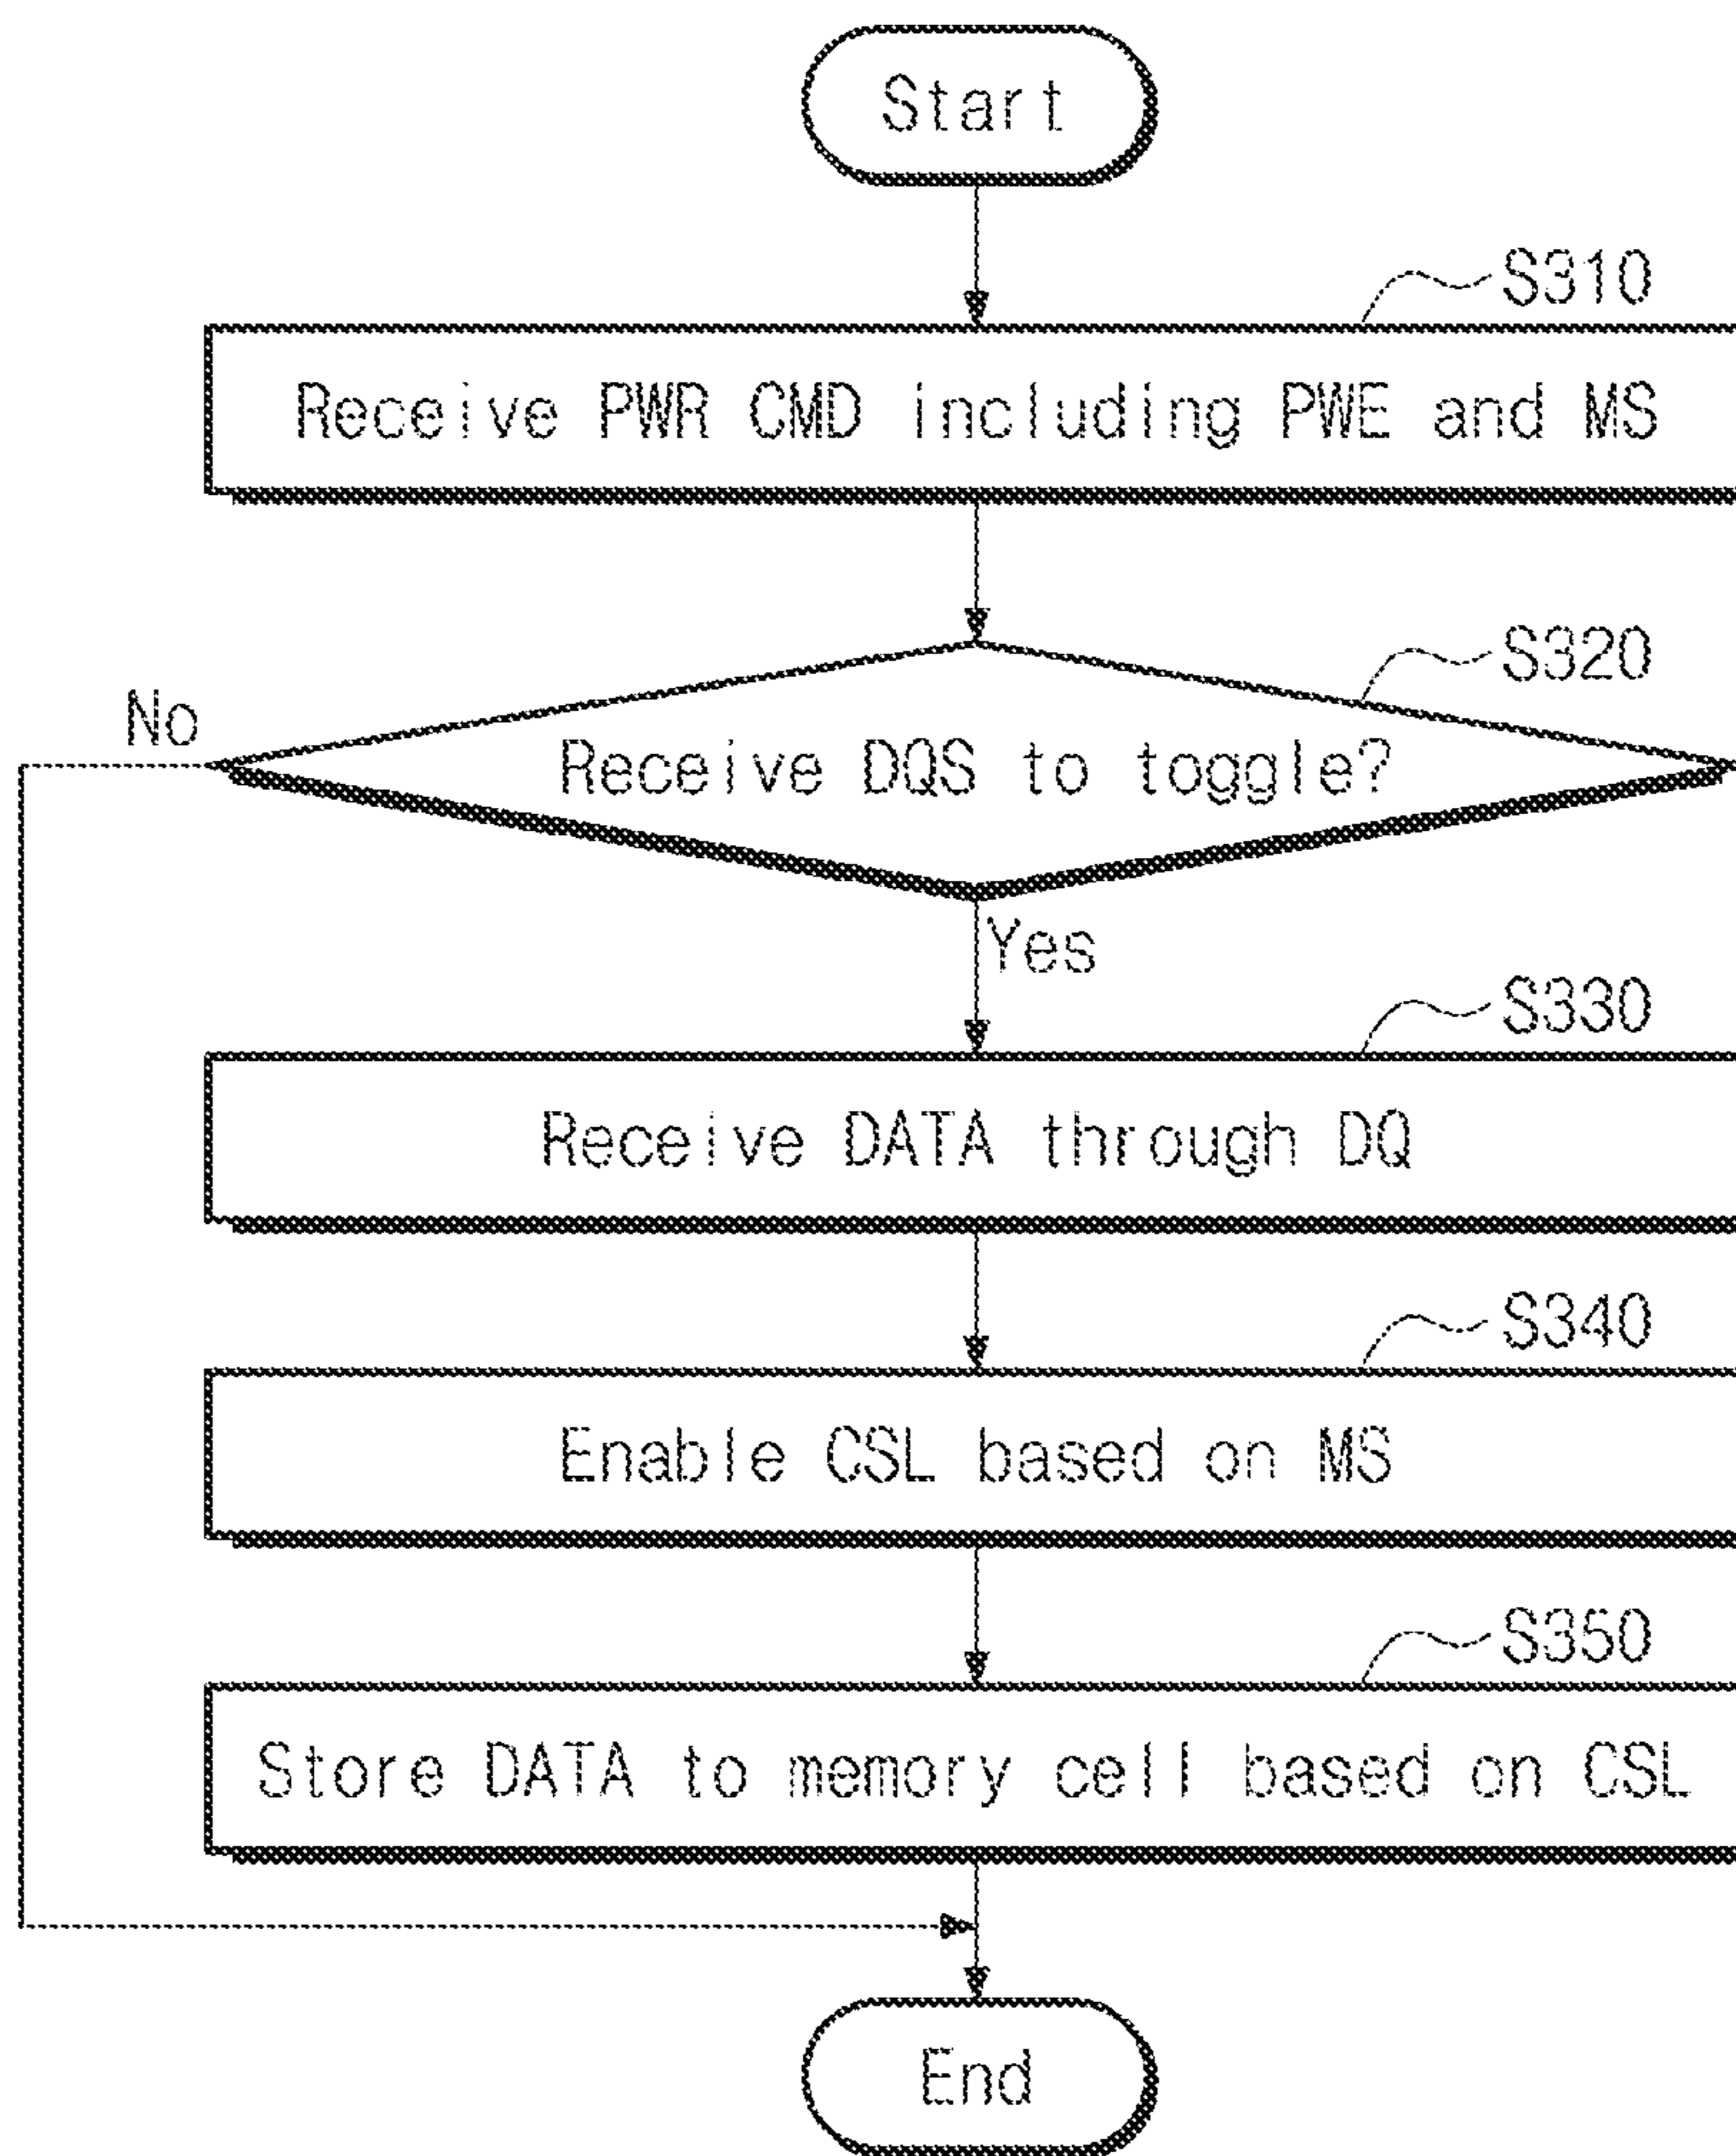 Start
S310
Receive PWR CMD including PWE and MS
S320
No
Receive DQS to toggle?
Yes
S330
Receive DATA through DQ
S340
Enable CSL based on MS
S350
Store DATA to memory cell based on CSL
End